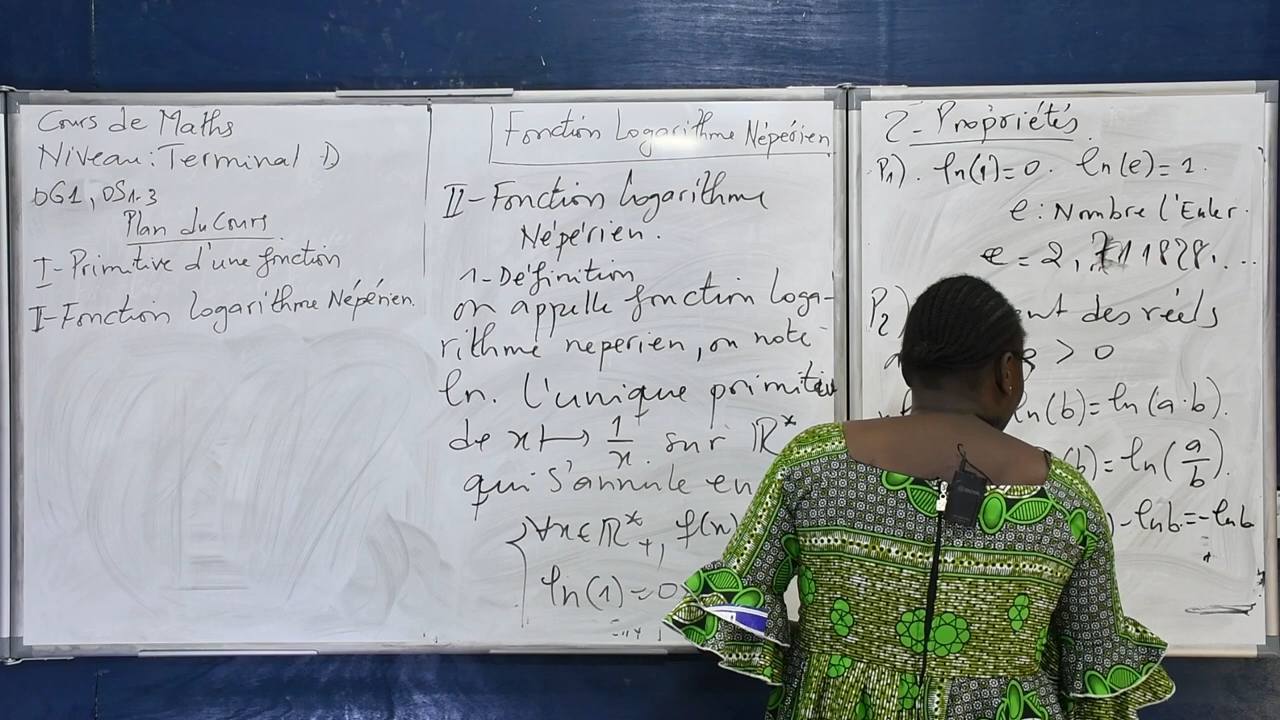 Cours de Maths
Niveau : Terminal D
OG1, OS1.3
Plan du Cours
I- Primitive d'une fonction
II- Fonction Logarithme Népérien.
Fonction Logarithme Népérien
II- Fonction Logarithme
Népérien.
1- Définition
on appelle fonction loga-
rithme neperien, on note
ln. l'unique primitive
de x ↦ 1/x. sur ℝ*
qui s'annule en
∀x∈ℝ*+, f(x)
ln(1)=0
2- Propriétés.
P1). ln(1)=0. ln(e)=1.
e : Nombre l'Euler.
e = 2,711828...
P2) des réels
> 0
ln(b)=ln(a·b).
(b)=ln(a/b).
-lnb=-lnb